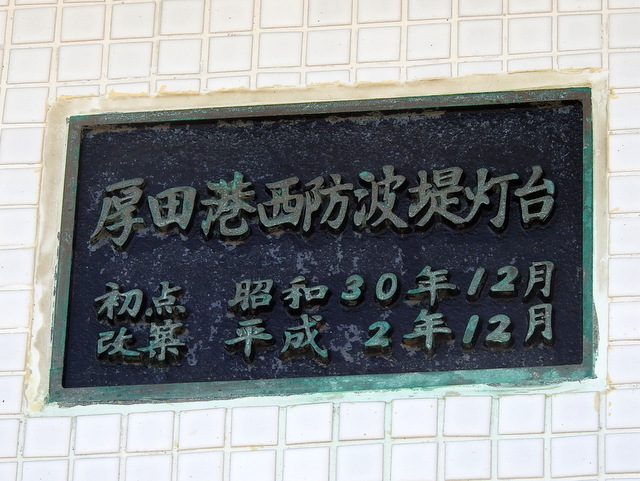 厚田港西防波堤灯台
初点 昭和30年12月
改築 平成 2年12月